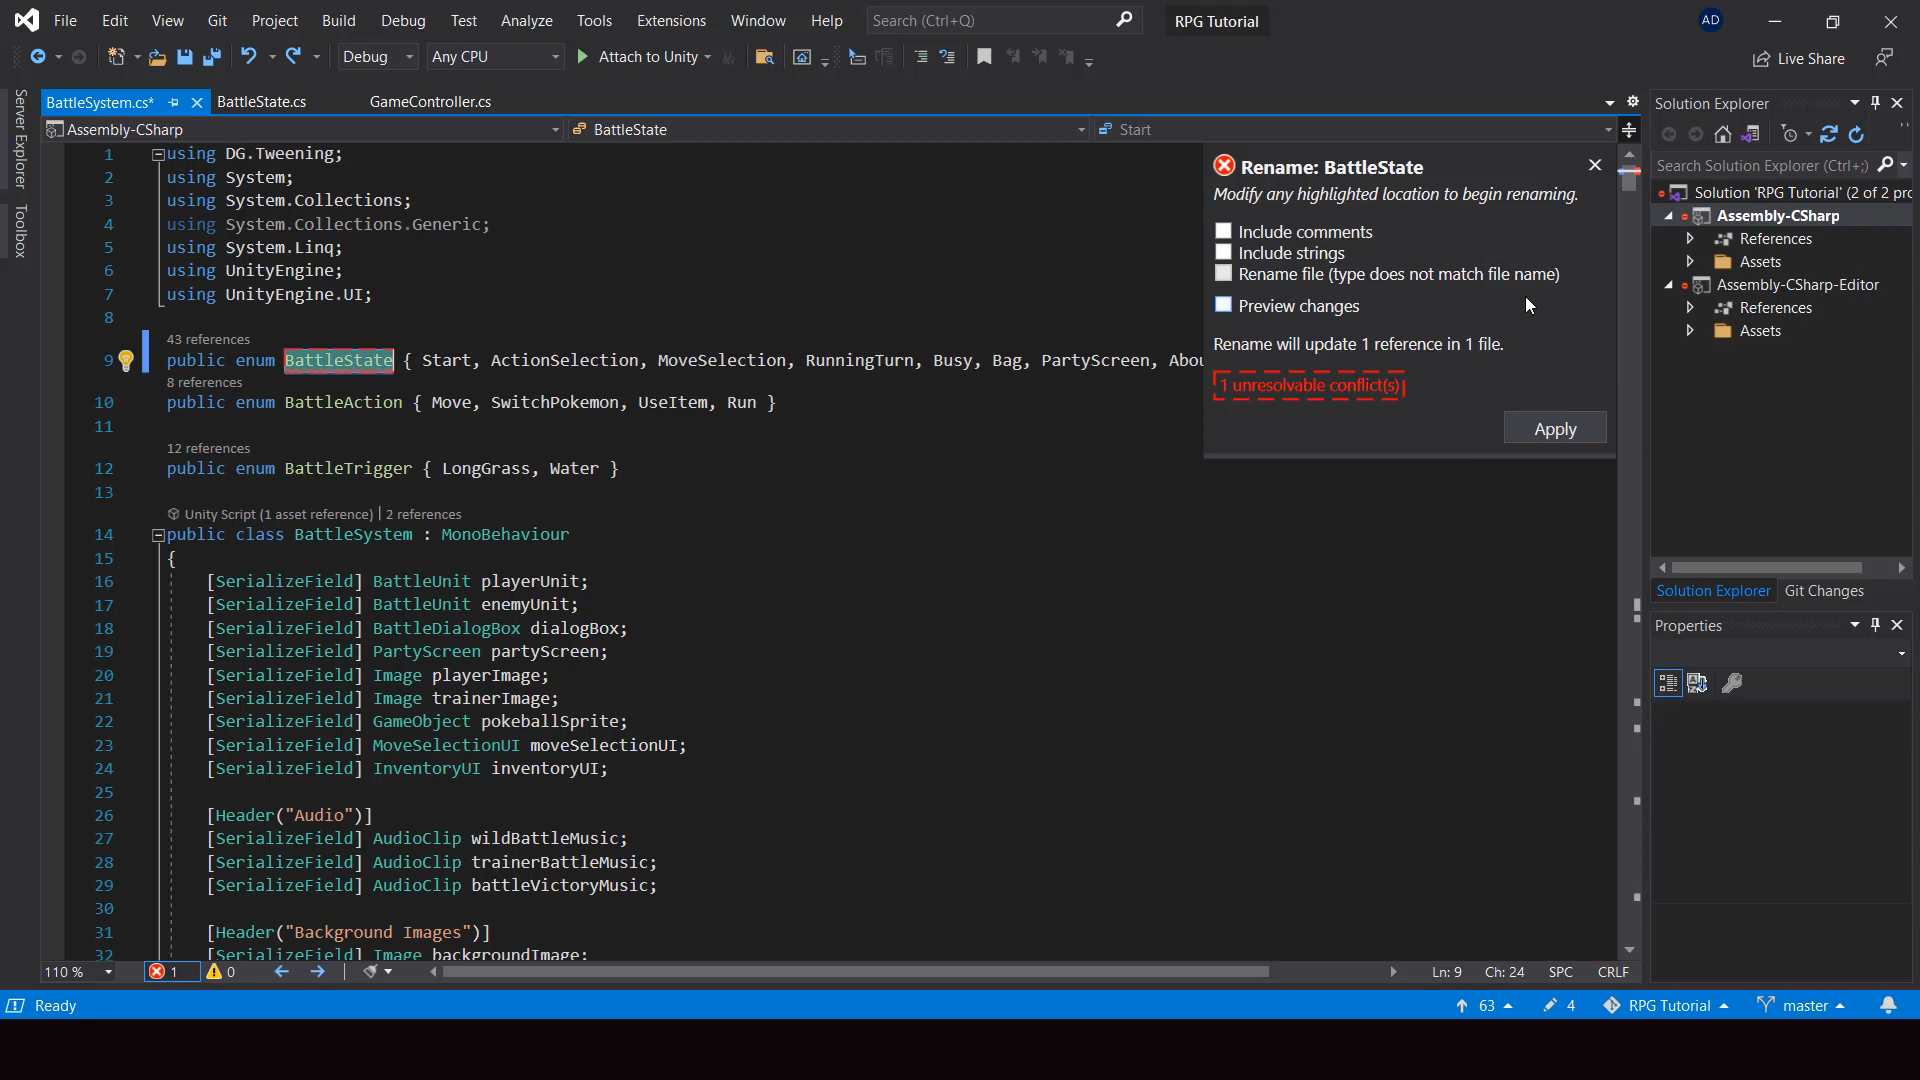 File Edit View Git Project Build Debug Test Analyze Tools Extensions Window Help Search (Ctrl+Q) RPG Tutorial AD
Debug Any CPU Attach to Unity Live Share
Server Explorer
Toolbox
BattleSystem.cs* BattleState.cs GameController.cs
Assembly-CSharp BattleState Start
1 using DG.Tweening;
2 using System;
3 using System.Collections;
4 using System.Collections.Generic;
5 using System.Linq;
6 using UnityEngine;
7 using UnityEngine.UI;
8
43 references
9 public enum BattleState { Start, ActionSelection, MoveSelection, RunningTurn, Busy, Bag, PartyScreen, Abou
8 references
10 public enum BattleAction { Move, SwitchPokemon, UseItem, Run }
11
12 references
12 public enum BattleTrigger { LongGrass, Water }
13
Unity Script (1 asset reference) | 2 references
14 public class BattleSystem : MonoBehaviour
15 {
16 [SerializeField] BattleUnit playerUnit;
17 [SerializeField] BattleUnit enemyUnit;
18 [SerializeField] BattleDialogBox dialogBox;
19 [SerializeField] PartyScreen partyScreen;
20 [SerializeField] Image playerImage;
21 [SerializeField] Image trainerImage;
22 [SerializeField] GameObject pokeballSprite;
23 [SerializeField] MoveSelectionUI moveSelectionUI;
24 [SerializeField] InventoryUI inventoryUI;
25
26 [Header("Audio")]
27 [SerializeField] AudioClip wildBattleMusic;
28 [SerializeField] AudioClip trainerBattleMusic;
29 [SerializeField] AudioClip battleVictoryMusic;
30
31 [Header("Background Images")]
32 [SerializeField] Image backgroundImage;
Rename: BattleState
Modify any highlighted location to begin renaming.
Include comments
Include strings
Rename file (type does not match file name)
Preview changes
Rename will update 1 reference in 1 file.
1 unresolvable conflict(s)
Apply
Solution Explorer
Search Solution Explorer (Ctrl+;)
Solution 'RPG Tutorial' (2 of 2 pro
Assembly-CSharp
References
Assets
Assembly-CSharp-Editor
References
Assets
Solution Explorer Git Changes
Properties
110 % 1 0 Ln: 9 Ch: 24 SPC CRLF
Ready 63 4 RPG Tutorial master